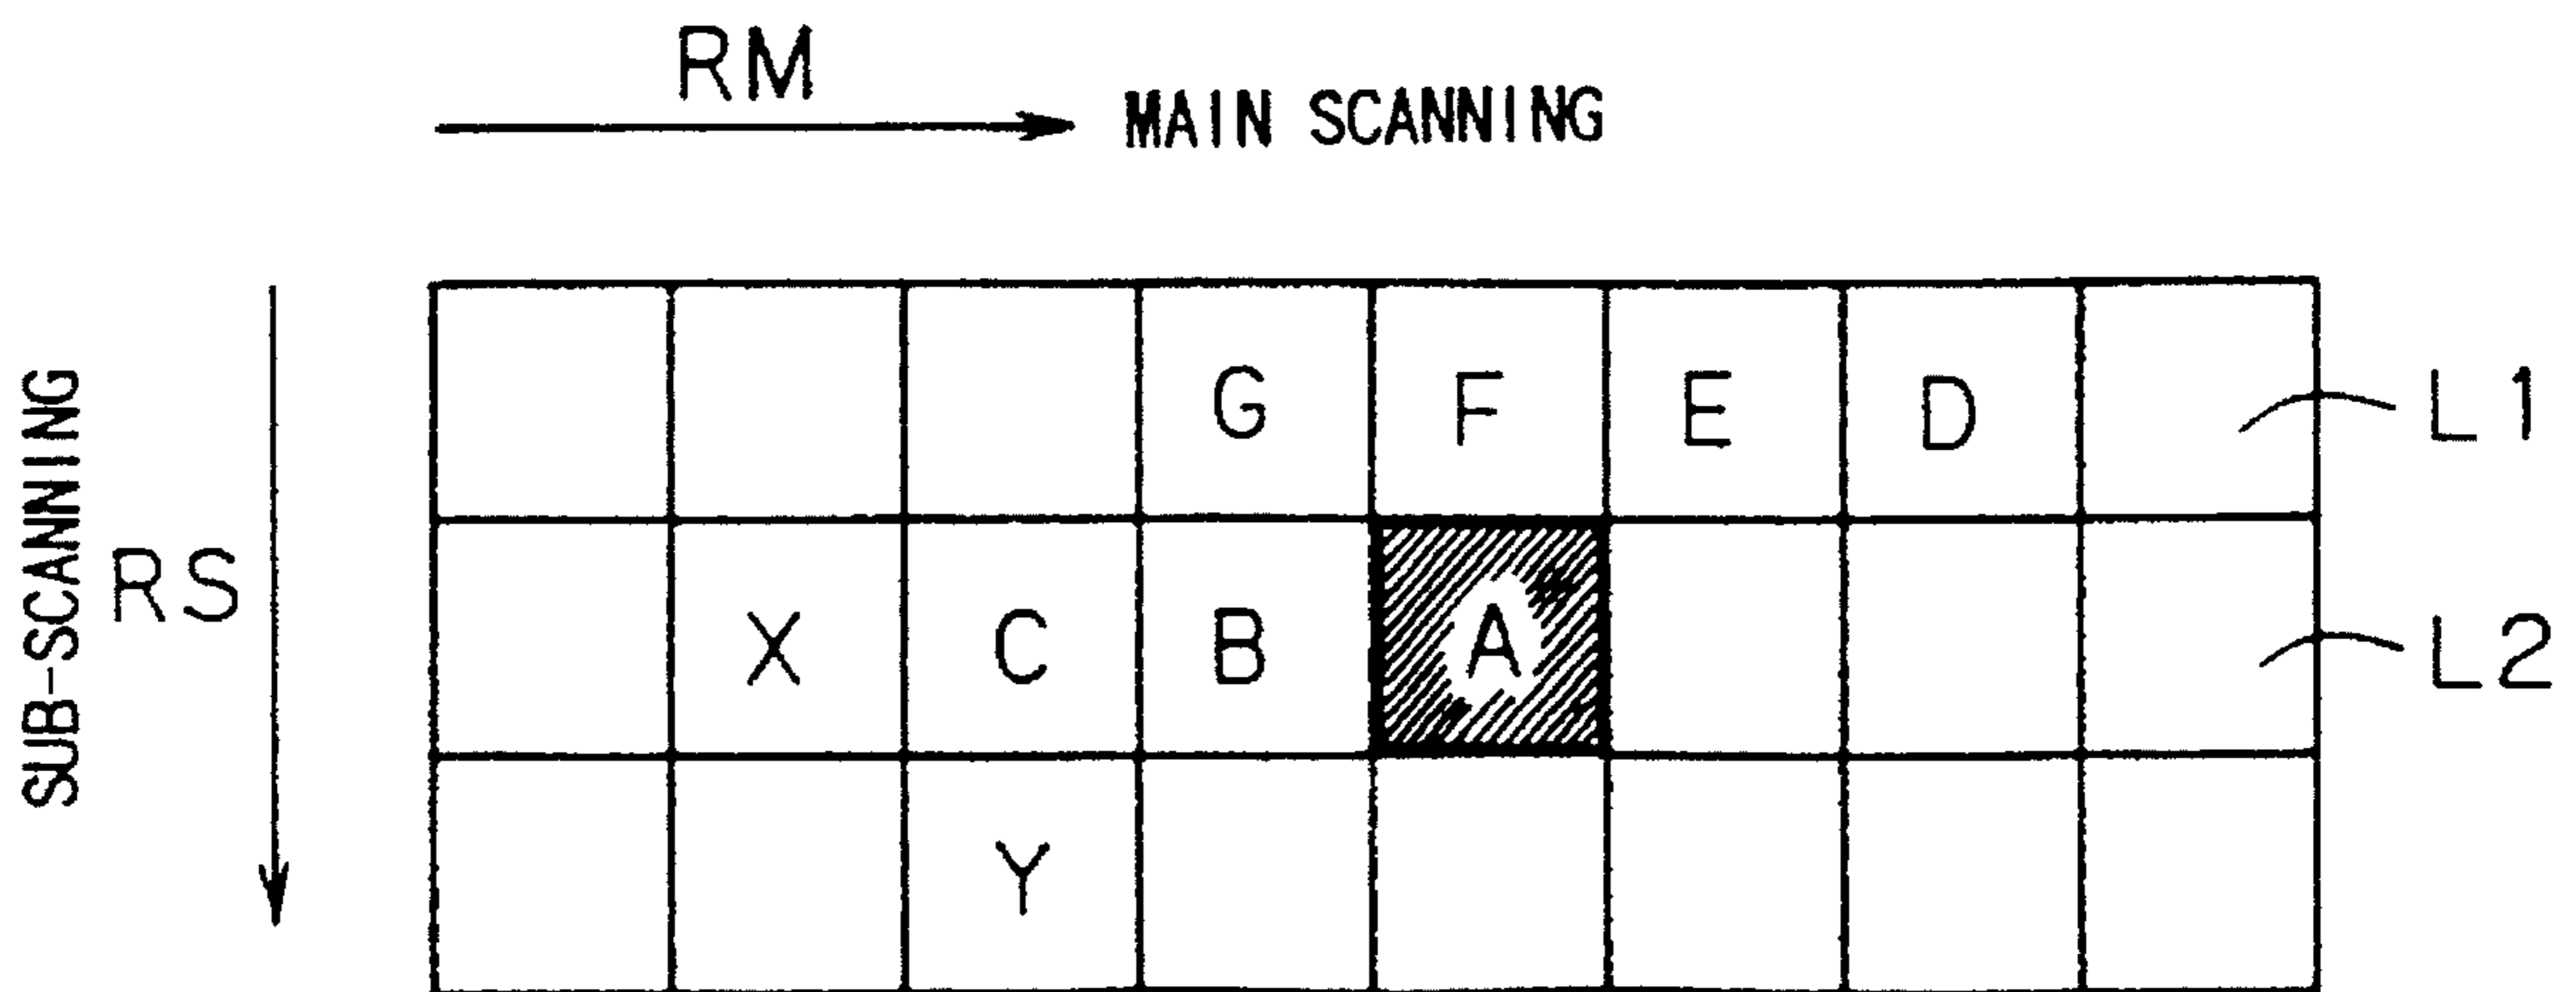 RM
MAIN SCANNING
SUB-SCANNING
RS
G F E D L1
X C B A L2
Y